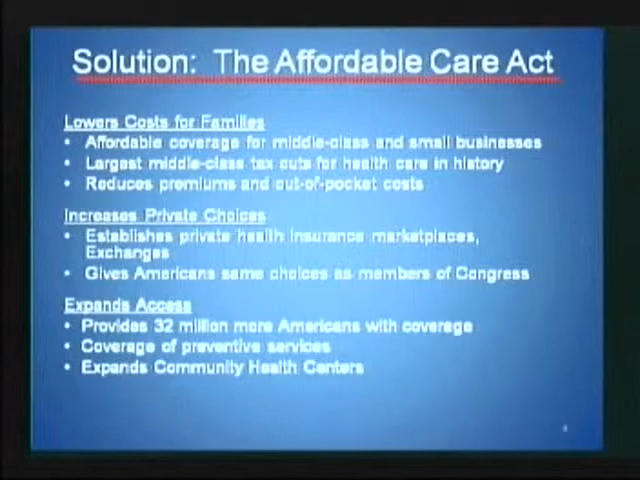 Solution: The Affordable Care Act
Lowers Costs for Families
• Affordable coverage for middle-class and small businesses
• Largest middle-class tax cuts for health care in history
• Reduces premiums and out-of-pocket costs
Increases Private Choices
• Establishes private health insurance marketplaces,
Exchanges
• Gives Americans same choices as members of Congress
Expands Access
• Provides 32 million more Americans with coverage
• Coverage of preventive services
• Expands Community Health Centers